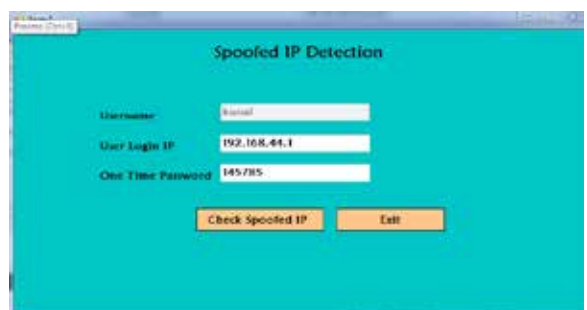 Spoofed IP Detection
Username
User Login IP 192.168.44.1
One Time Password 145785
Check Spoofed IP Exit